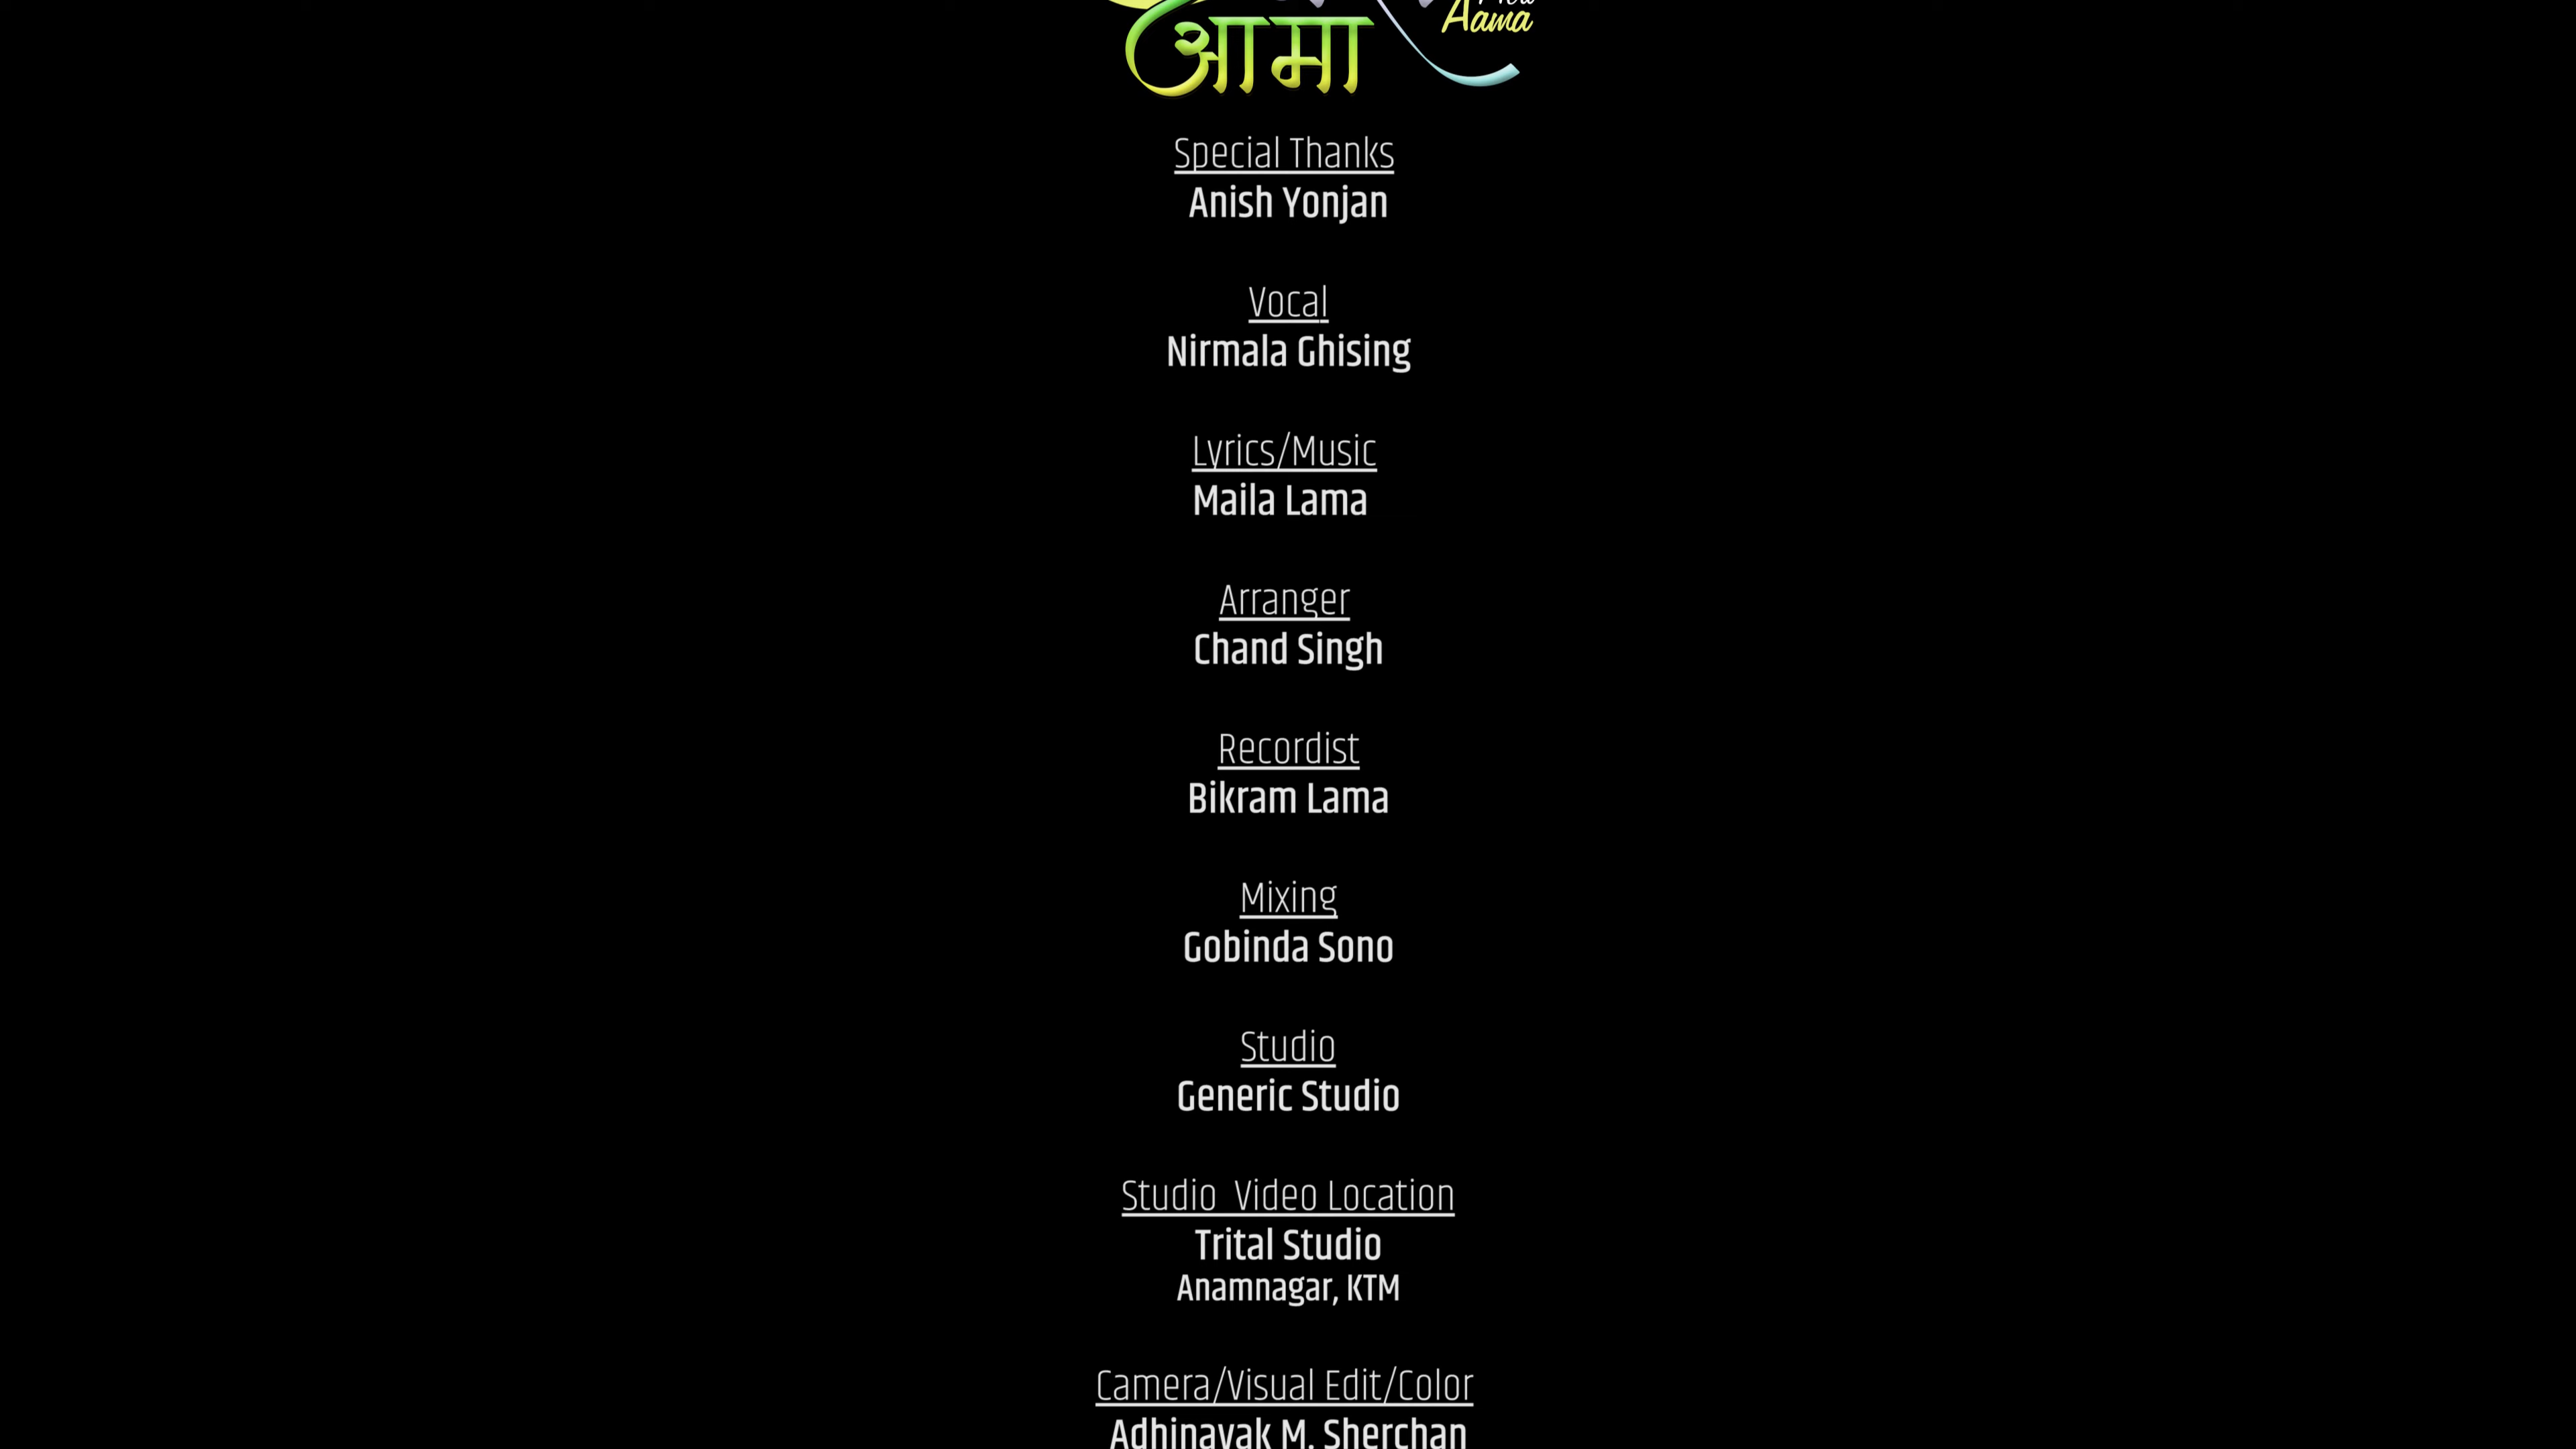 आमा
Aama
Special Thanks
Anish Yonjan
Vocal
Nirmala Ghising
Lyrics/Music
Maila Lama
Arranger
Chand Singh
Recordist
Bikram Lama
Mixing
Gobinda Sono
Studio
Generic Studio
Studio  Video Location
Trital Studio
Anamnagar, KTM
Camera/Visual Edit/Color
Adhinayak M. Sherchan